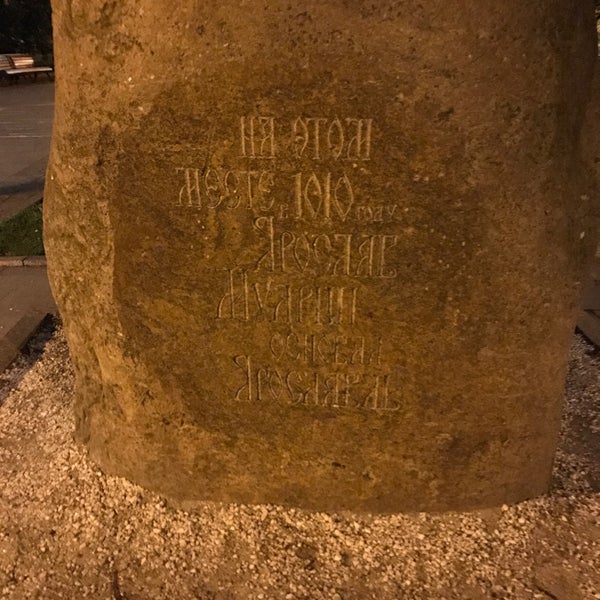 НА ЭТОМ
МЕСТЕ В 1010 ГОДУ
ЯРОСЛАВ
МУДРЫЙ
ОСНОВАЛ
ЯРОСЛАВЛЬ